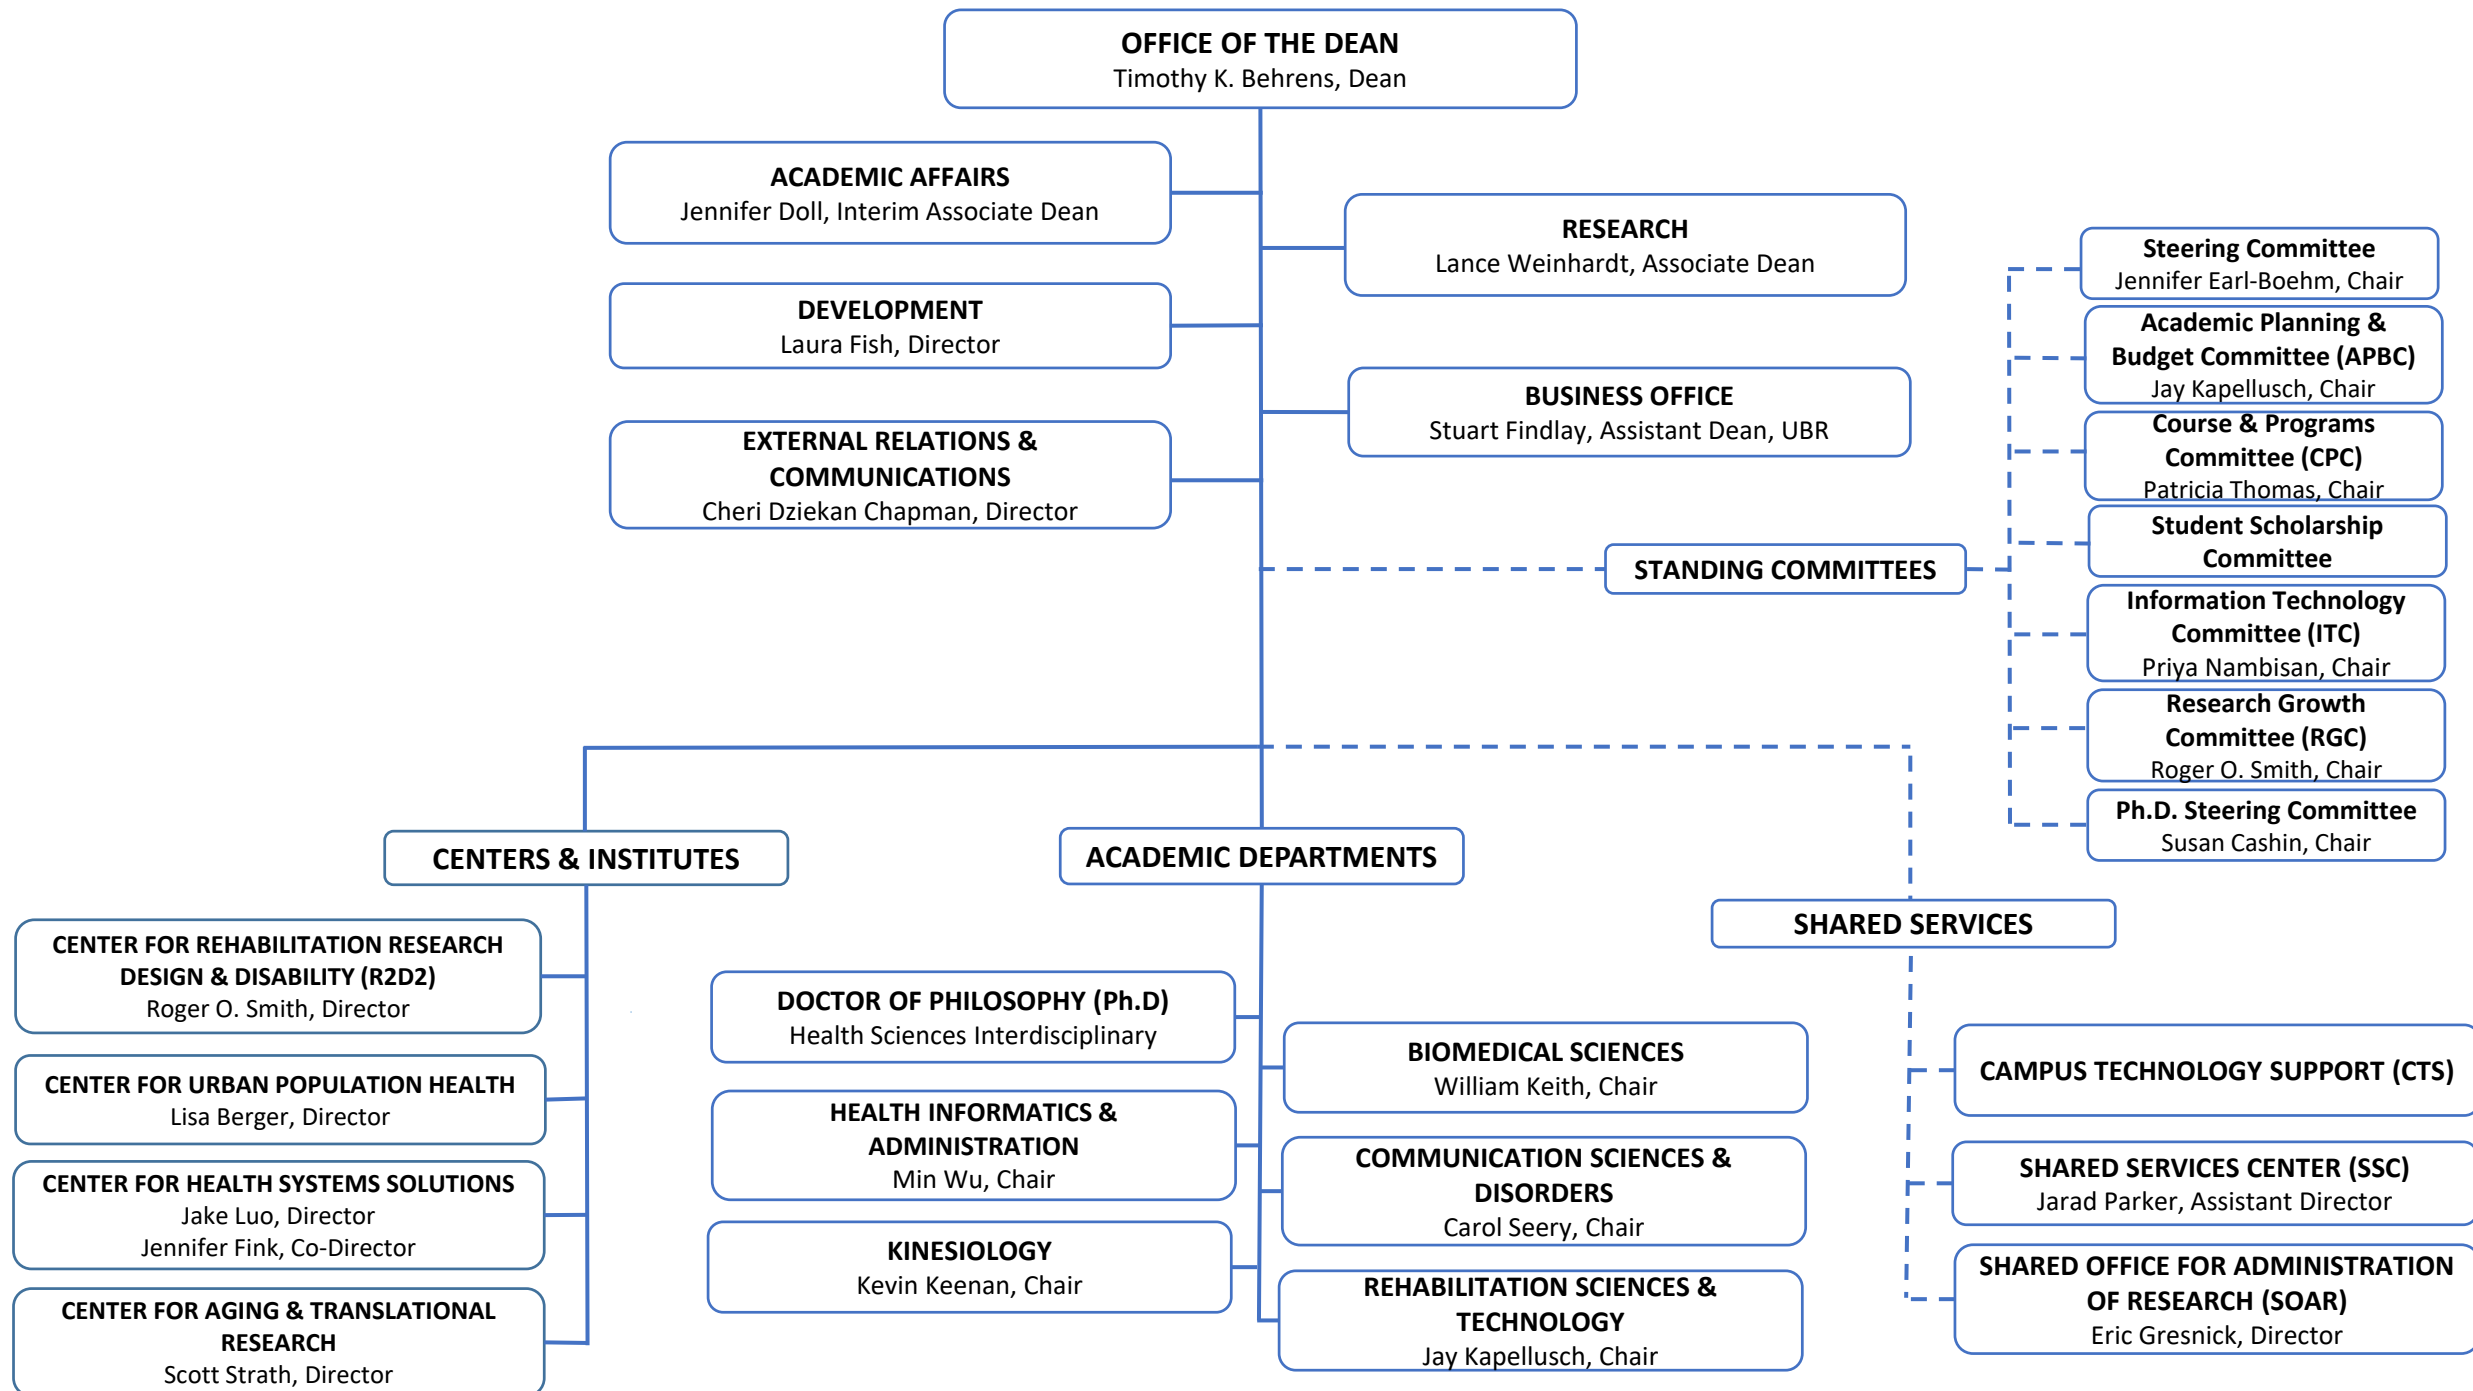 OFFICE OF THE DEAN
Timothy K. Behrens, Dean
ACADEMIC AFFAIRS
Jennifer Doll, Interim Associate Dean
RESEARCH
Lance Weinhardt, Associate Dean
DEVELOPMENT
Laura Fish, Director
BUSINESS OFFICE
Stuart Findlay, Assistant Dean, UBR
EXTERNAL RELATIONS &
COMMUNICATIONS
Cheri Dziekan Chapman, Director
STANDING COMMITTEES
Steering Committee
Jennifer Earl-Boehm, Chair
Academic Planning &
Budget Committee (APBC)
Jay Kapellusch, Chair
Course & Programs
Committee (CPC)
Patricia Thomas, Chair
Student Scholarship
Committee
Information Technology
Committee (ITC)
Priya Nambisan, Chair
Research Growth
Committee (RGC)
Roger O. Smith, Chair
Ph.D. Steering Committee
Susan Cashin, Chair
CENTERS & INSTITUTES
CENTER FOR REHABILITATION RESEARCH
DESIGN & DISABILITY (R2D2)
Roger O. Smith, Director
CENTER FOR URBAN POPULATION HEALTH
Lisa Berger, Director
CENTER FOR HEALTH SYSTEMS SOLUTIONS
Jake Luo, Director
Jennifer Fink, Co-Director
CENTER FOR AGING & TRANSLATIONAL
RESEARCH
Scott Strath, Director
ACADEMIC DEPARTMENTS
DOCTOR OF PHILOSOPHY (Ph.D)
Health Sciences Interdisciplinary
BIOMEDICAL SCIENCES
William Keith, Chair
HEALTH INFORMATICS &
ADMINISTRATION
Min Wu, Chair
COMMUNICATION SCIENCES &
DISORDERS
Carol Seery, Chair
KINESIOLOGY
Kevin Keenan, Chair
REHABILITATION SCIENCES &
TECHNOLOGY
Jay Kapellusch, Chair
SHARED SERVICES
CAMPUS TECHNOLOGY SUPPORT (CTS)
SHARED SERVICES CENTER (SSC)
Jarad Parker, Assistant Director
SHARED OFFICE FOR ADMINISTRATION
OF RESEARCH (SOAR)
Eric Gresnick, Director